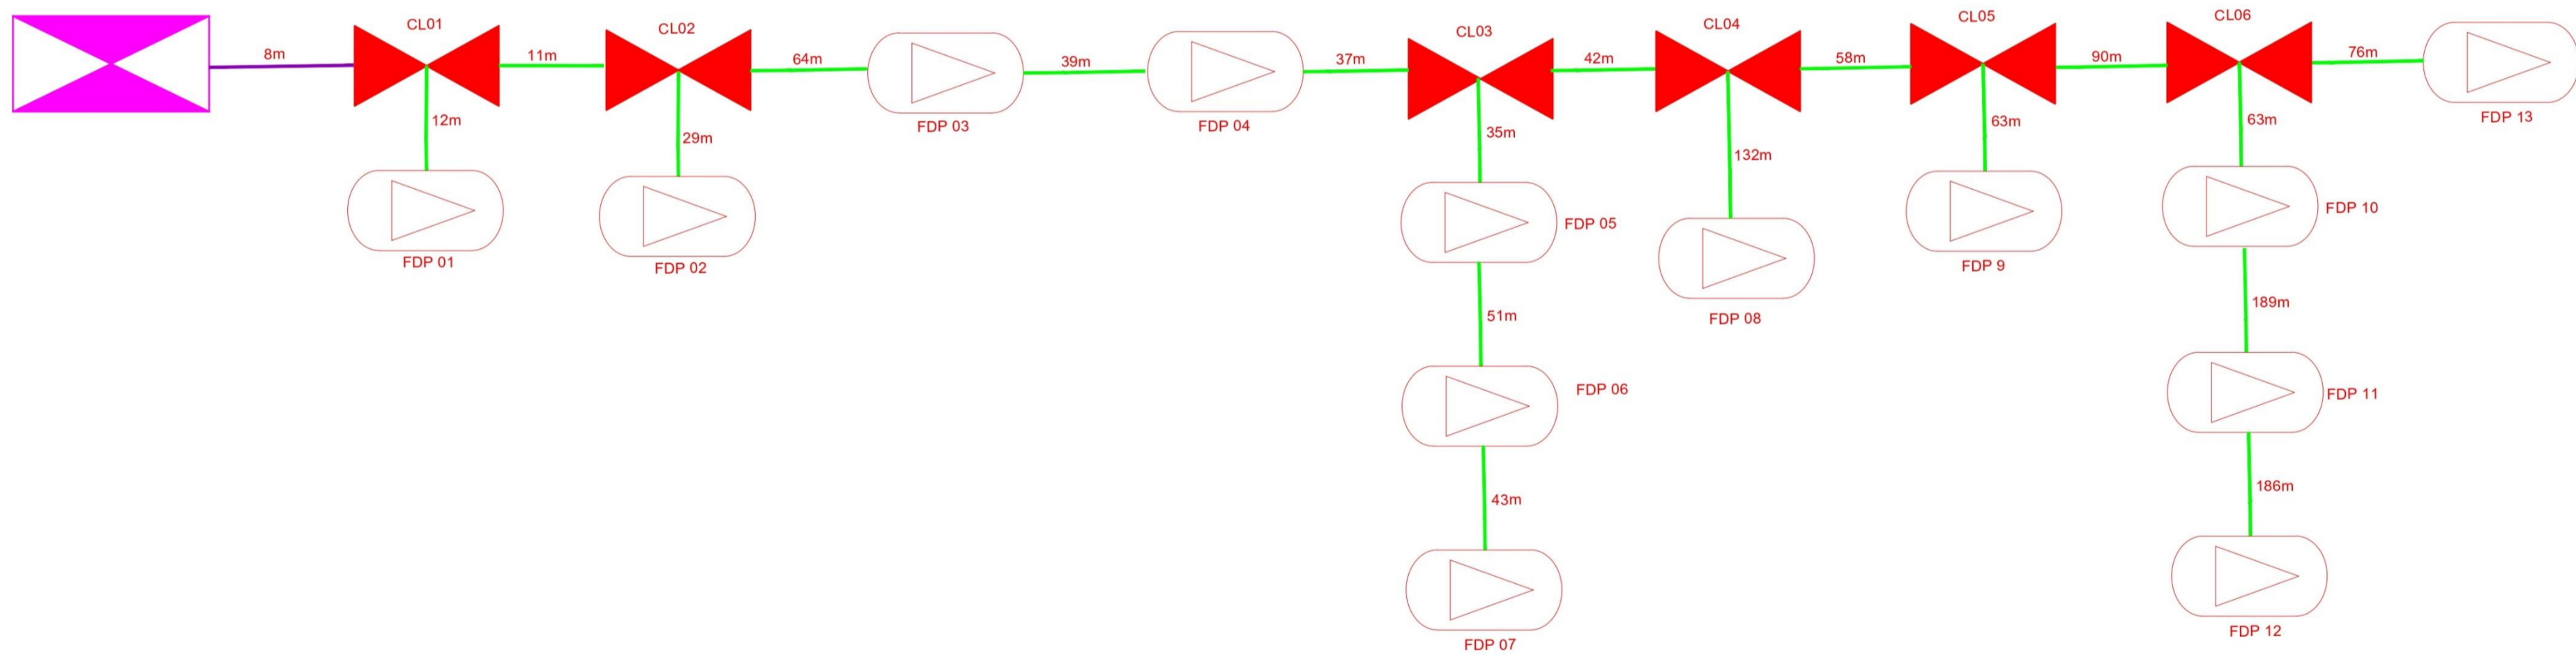 CL01
CL02
CL03
CL04
CL05
CL06
8m
11m
64m
39m
37m
42m
58m
90m
76m
12m
29m
FDP 03
FDP 04
35m
132m
63m
63m
FDP 13
FDP 01
FDP 02
FDP 05
FDP 08
FDP 9
FDP 10
51m
189m
FDP 06
FDP 11
43m
186m
FDP 07
FDP 12